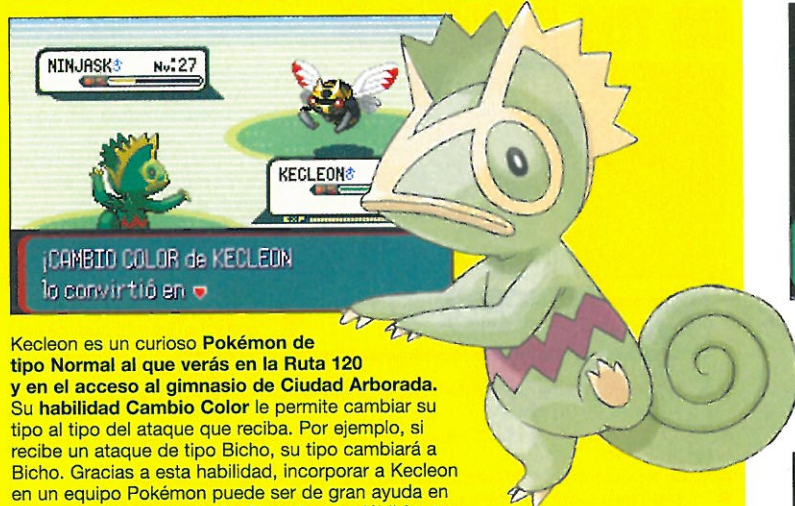 NINJASK♂ Nv:27
KECLEON♂
EXP
¡CAMBIO COLOR de KECLEON
lo convirtió en
Kecleon es un curioso Pokémon de
tipo Normal al que verás en la Ruta 120
y en el acceso al gimnasio de Ciudad Arborada.
Su habilidad Cambio Color le permite cambiar su
tipo al tipo del ataque que reciba. Por ejemplo, si
recibe un ataque de tipo Bicho, su tipo cambiará a
Bicho. Gracias a esta habilidad, incorporar a Kecleon
en un equipo Pokémon puede ser de gran ayuda en